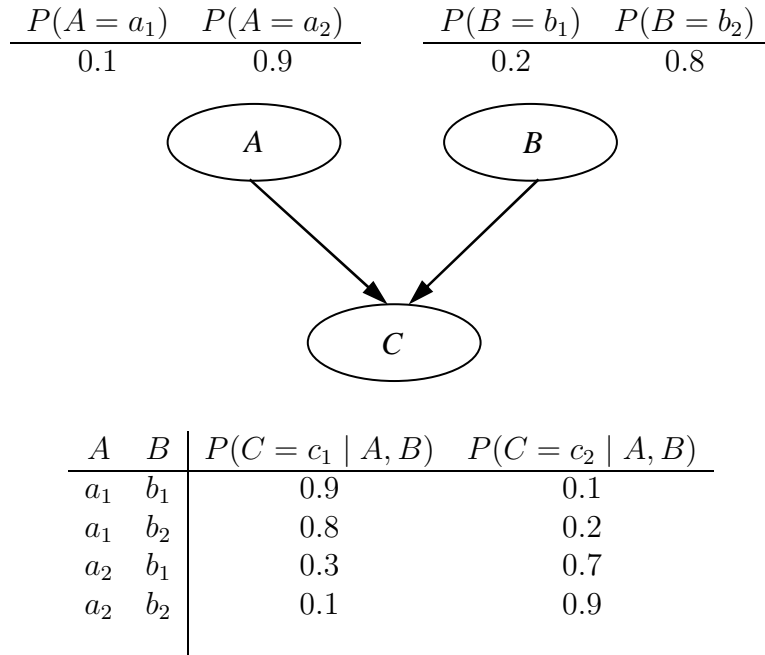 P(A = a₁) P(A = a₂) P(B = b₁) P(B = b₂)
0.1 0.9 0.2 0.8
A B
C
A B P(C = c₁ | A, B) P(C = c₂ | A, B)
a₁ b₁ 0.9 0.1
a₁ b₂ 0.8 0.2
a₂ b₁ 0.3 0.7
a₂ b₂ 0.1 0.9